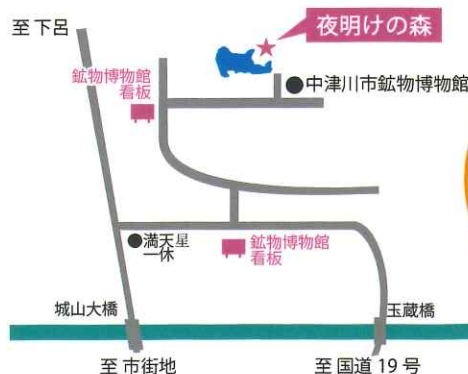 至 下呂
夜明けの森
鉱物博物館
看板
中津川市鉱物博物館
満天星
一休
鉱物博物館
看板
城山大橋
玉蔵橋
至 市街地
至 国道 19 号